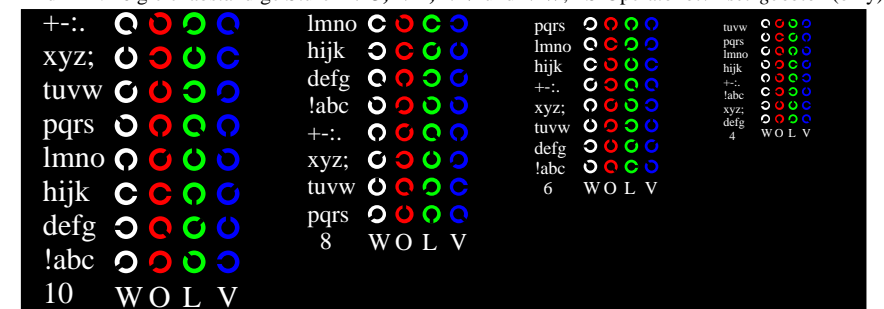 +-:.
xyz;
tuvw
pqrs
lmno
hijk
defg
!abc
10 W O L V
lmno
hijk
defg
!abc
+-:.
xyz;
tuvw
pqrs
8 W O L V
pqrs
lmno
hijk
+-:.
xyz;
tuvw
defg
!abc
6 W O L V
tuvw
pqrs
lmno
hijk
+-:.
!abc
xyz;
defg
4 W O L V